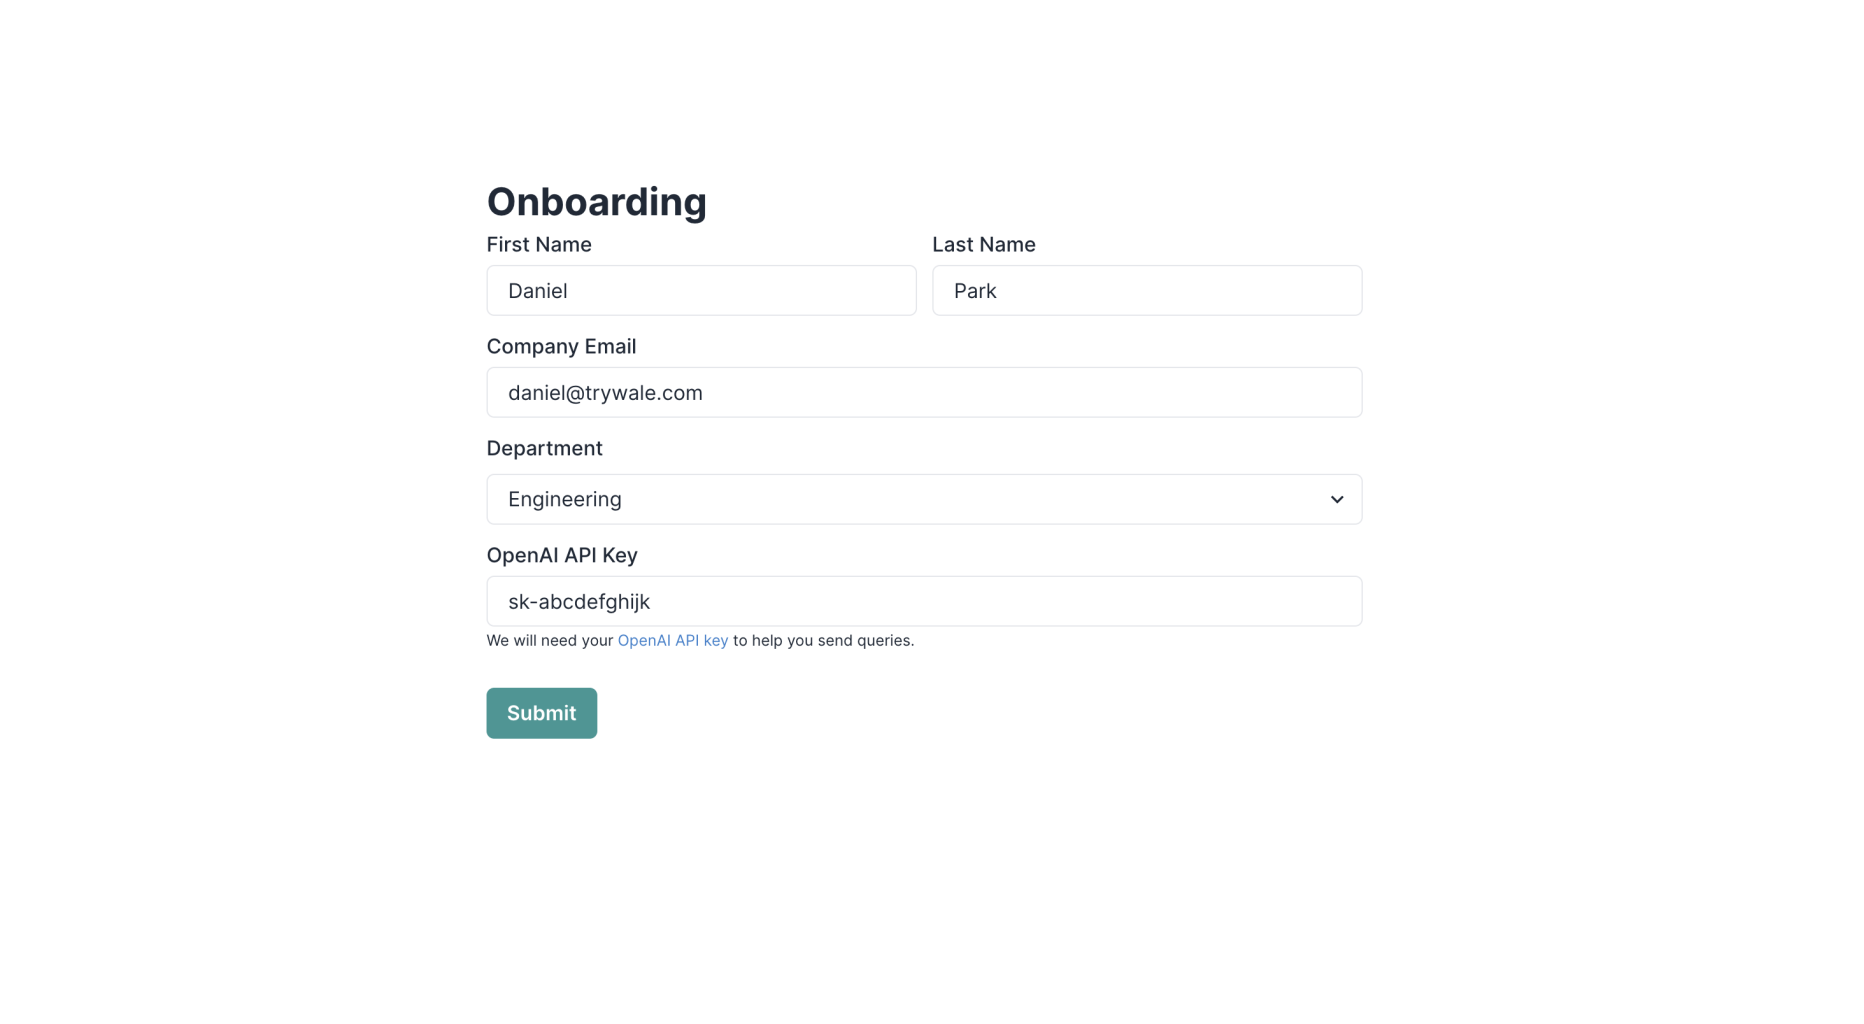 Onboarding
First Name
Last Name
Daniel
Park
Company Email
daniel@trywale.com
Department
Engineering
OpenAI API Key
sk-abcdefghijk
We will need your OpenAI API key to help you send queries.
Submit